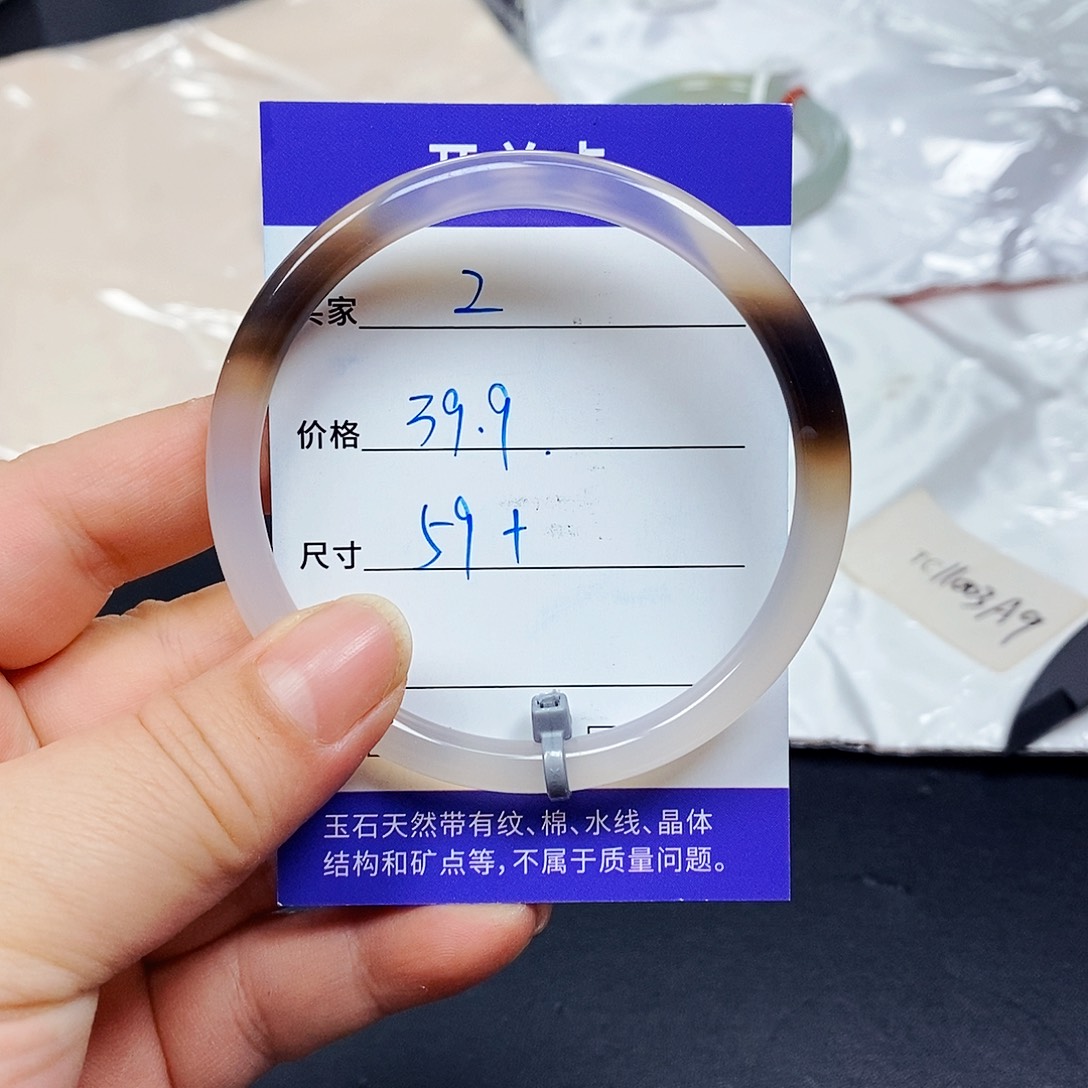 家 2
价格 39.9
尺寸 59+
玉石天然带有纹、棉、水线、晶体
结构和矿点等,不属于质量问题。